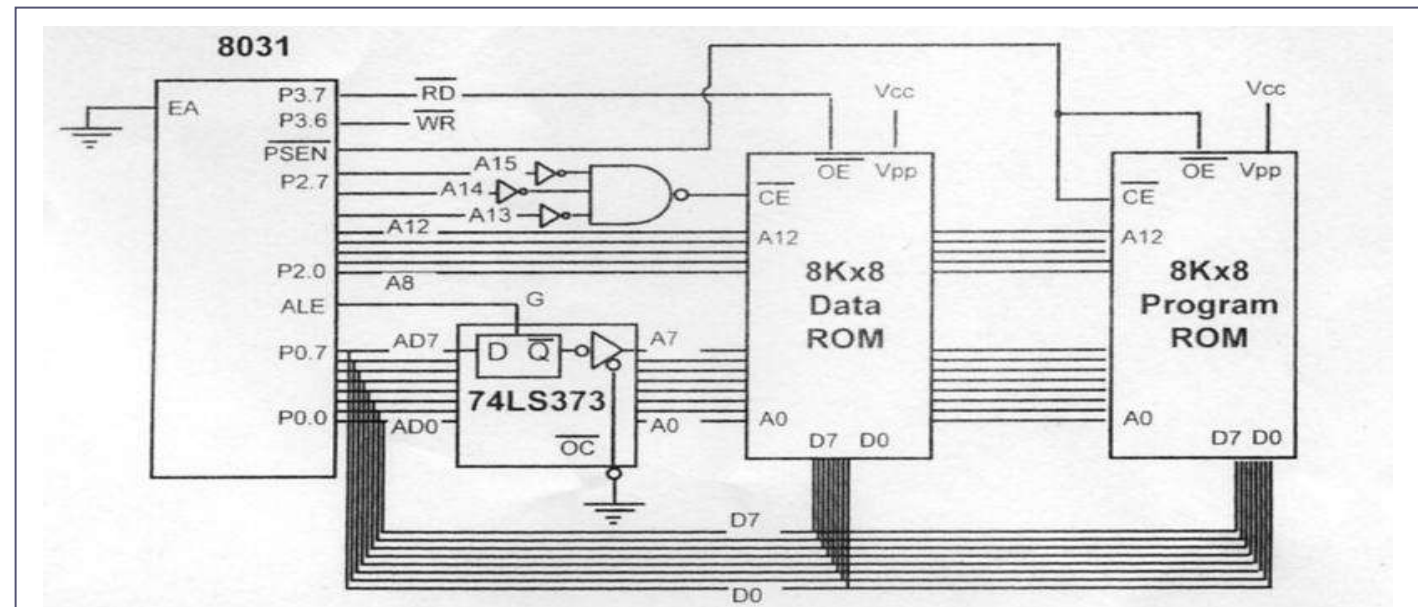 8031
EA
P3.7
P3.6
PSEN
P2.7
P2.0
ALE
P0.7
P0.0
RD
WR
A15
A14
A13
A12
A8
G
AD7
D Q
74LS373
AD0
OC
A7
A0
Vcc
OE Vpp
CE
A12
8Kx8
Data
ROM
A0
D7 D0
Vcc
OE Vpp
CE
A12
8Kx8
Program
ROM
A0
D7 D0
D7
D0